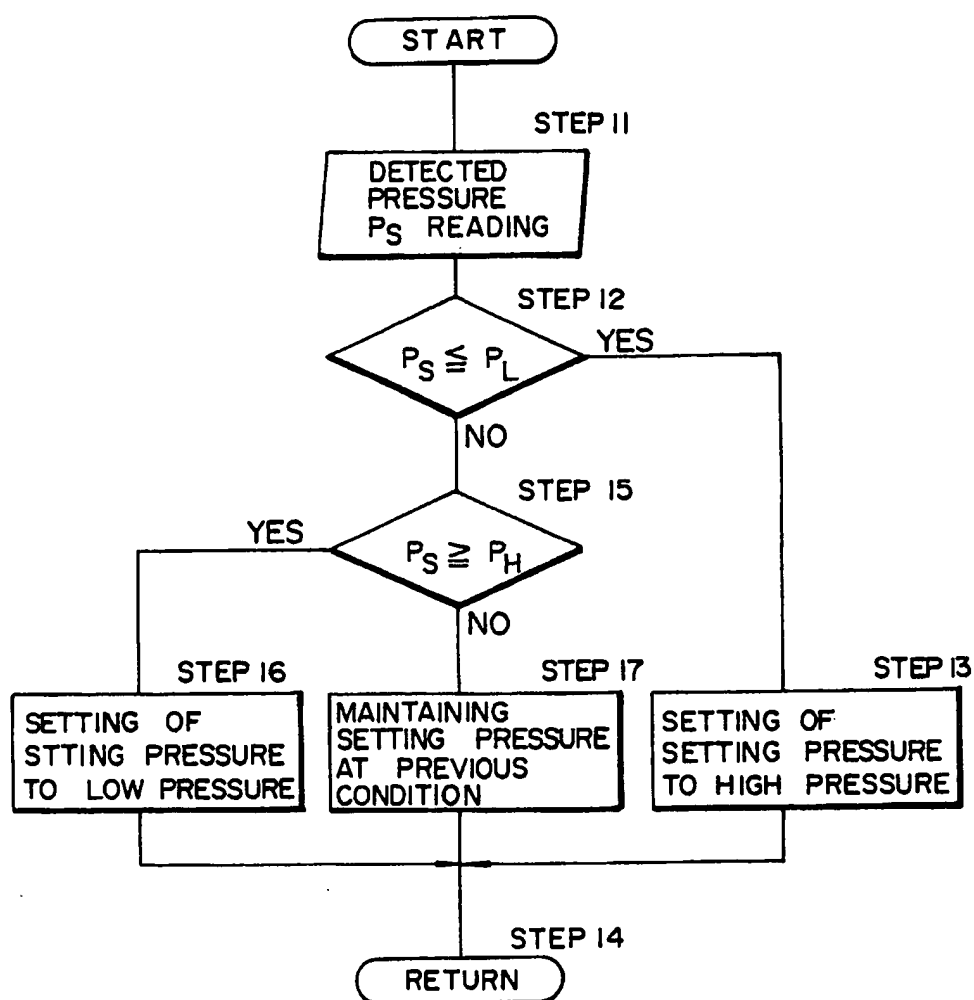 START
STEP 11
DETECTED
PRESSURE
PS READING
STEP 12
PS ≦ PL
YES
NO
STEP 15
YES
PS ≧ PH
NO
STEP 16
SETTING OF
STTING PRESSURE
TO LOW PRESSURE
STEP 17
MAINTAINING
SETTING PRESSURE
AT PREVIOUS
CONDITION
STEP 13
SETTING OF
SETTING PRESSURE
TO HIGH PRESSURE
STEP 14
RETURN